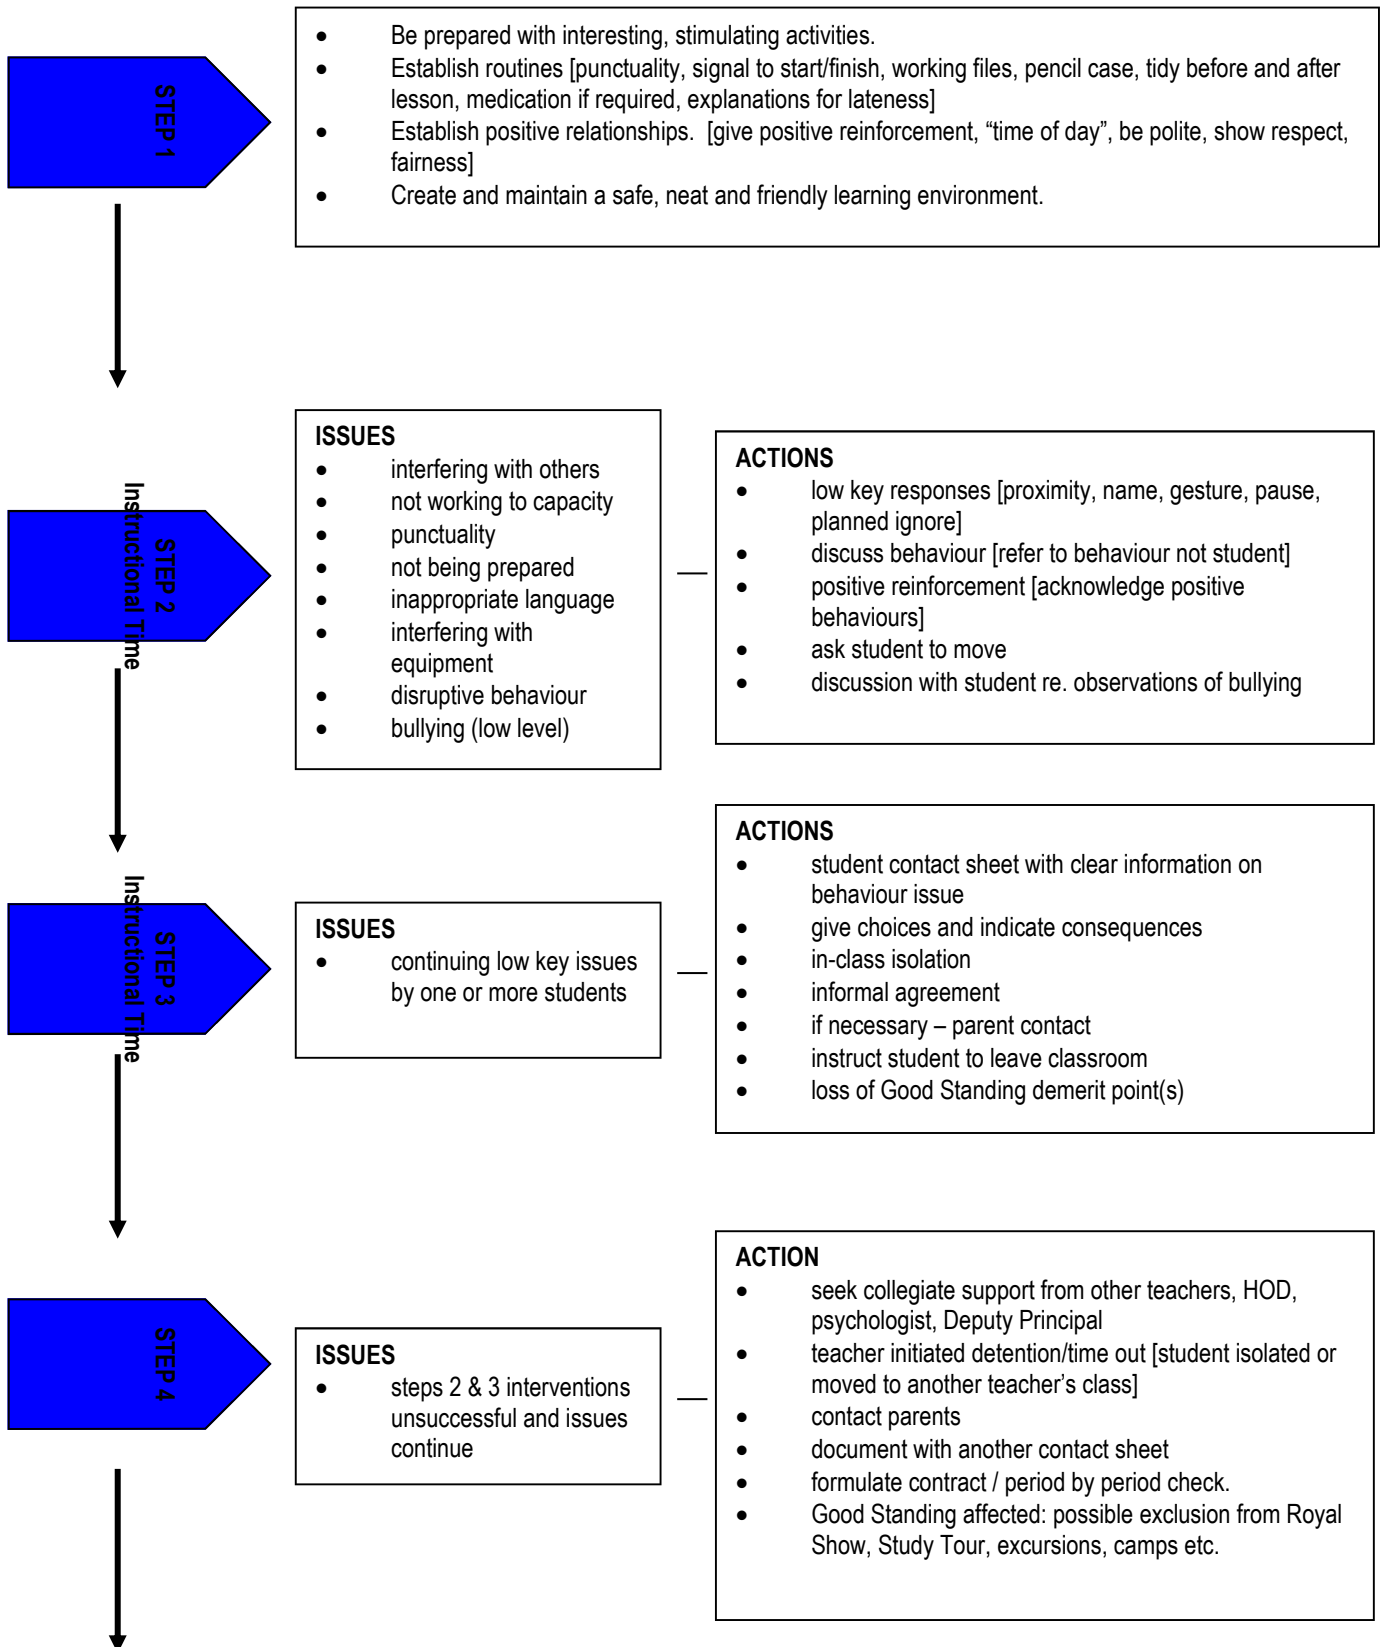 STEP 1
• Be prepared with interesting, stimulating activities.
• Establish routines [punctuality, signal to start/finish, working files, pencil case, tidy before and after
lesson, medication if required, explanations for lateness]
• Establish positive relationships.  [give positive reinforcement, “time of day”, be polite, show respect,
fairness]
• Create and maintain a safe, neat and friendly learning environment.
STEP 2
Instructional Time
ISSUES
• interfering with others
• not working to capacity
• punctuality
• not being prepared
• inappropriate language
• interfering with
equipment
• disruptive behaviour
• bullying (low level)
ACTIONS
• low key responses [proximity, name, gesture, pause,
planned ignore]
• discuss behaviour [refer to behaviour not student]
• positive reinforcement [acknowledge positive
behaviours]
• ask student to move
• discussion with student re. observations of bullying
STEP 3
Instructional Time
ISSUES
• continuing low key issues
by one or more students
ACTIONS
• student contact sheet with clear information on
behaviour issue
• give choices and indicate consequences
• in-class isolation
• informal agreement
• if necessary – parent contact
• instruct student to leave classroom
• loss of Good Standing demerit point(s)
STEP 4
ISSUES
• steps 2 & 3 interventions
unsuccessful and issues
continue
ACTION
• seek collegiate support from other teachers, HOD,
psychologist, Deputy Principal
• teacher initiated detention/time out [student isolated or
moved to another teacher’s class]
• contact parents
• document with another contact sheet
• formulate contract / period by period check.
• Good Standing affected: possible exclusion from Royal
Show, Study Tour, excursions, camps etc.